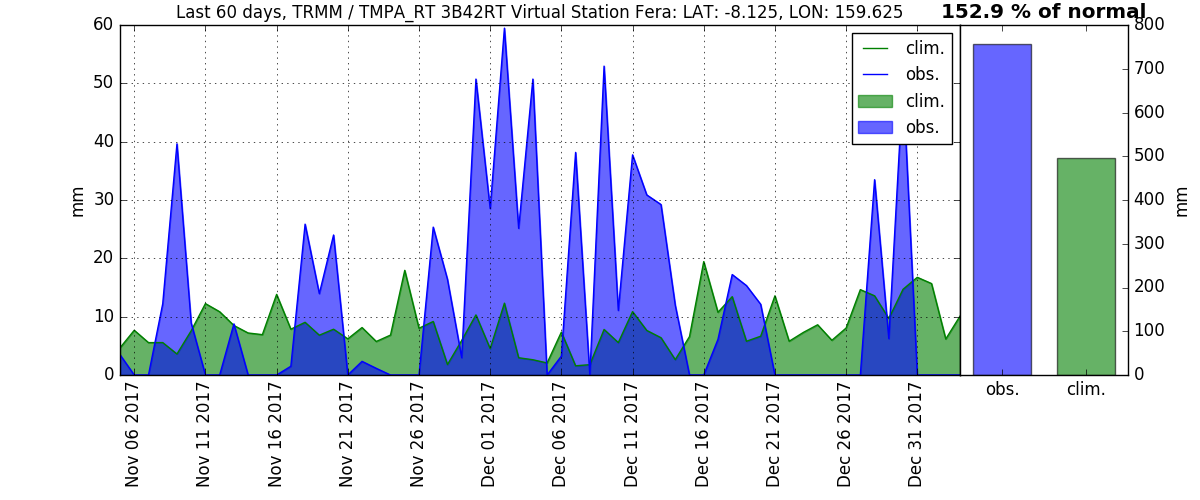 Last 60 days, TRMM / TMPA_RT 3B42RT Virtual Station Fera: LAT: -8.125, LON: 159.625
152.9 % of normal
60
50
40
30
20
10
0
mm
clim.
obs.
clim.
obs.
800
700
600
500
400
300
200
100
0
mm
obs.
clim.
Nov 06 2017
Nov 11 2017
Nov 16 2017
Nov 21 2017
Nov 26 2017
Dec 01 2017
Dec 06 2017
Dec 11 2017
Dec 16 2017
Dec 21 2017
Dec 26 2017
Dec 31 2017